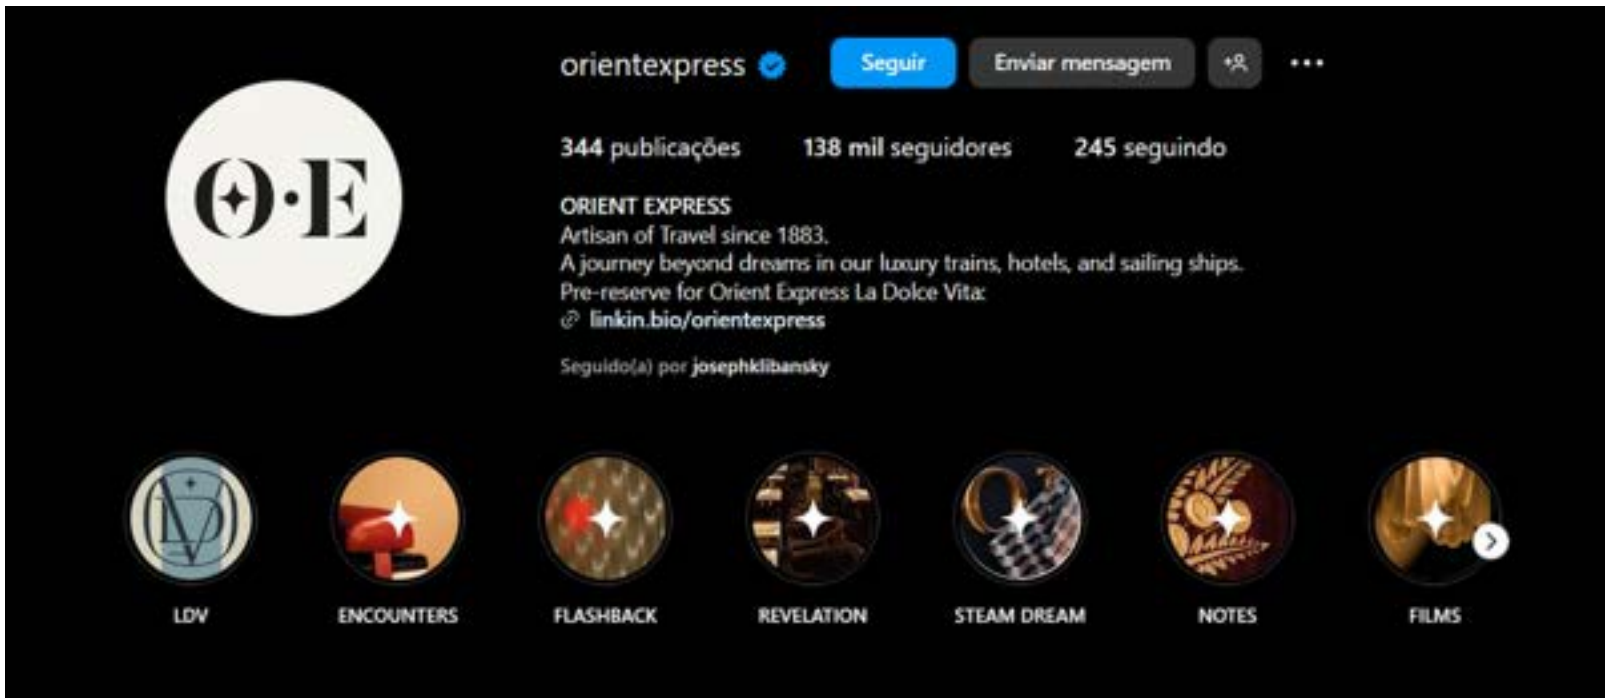 orientexpress Seguir Enviar mensagem
O·E
344 publicações 138 mil seguidores 245 seguindo
ORIENT EXPRESS
Artisan of Travel since 1883.
A journey beyond dreams in our luxury trains, hotels, and sailing ships.
Pre-reserve for Orient Express La Dolce Vita:
linkin.bio/orientexpress
Seguido(a) por josephklibansky
LDV
LDV ENCOUNTERS FLASHBACK REVELATION STEAM DREAM NOTES FILMS